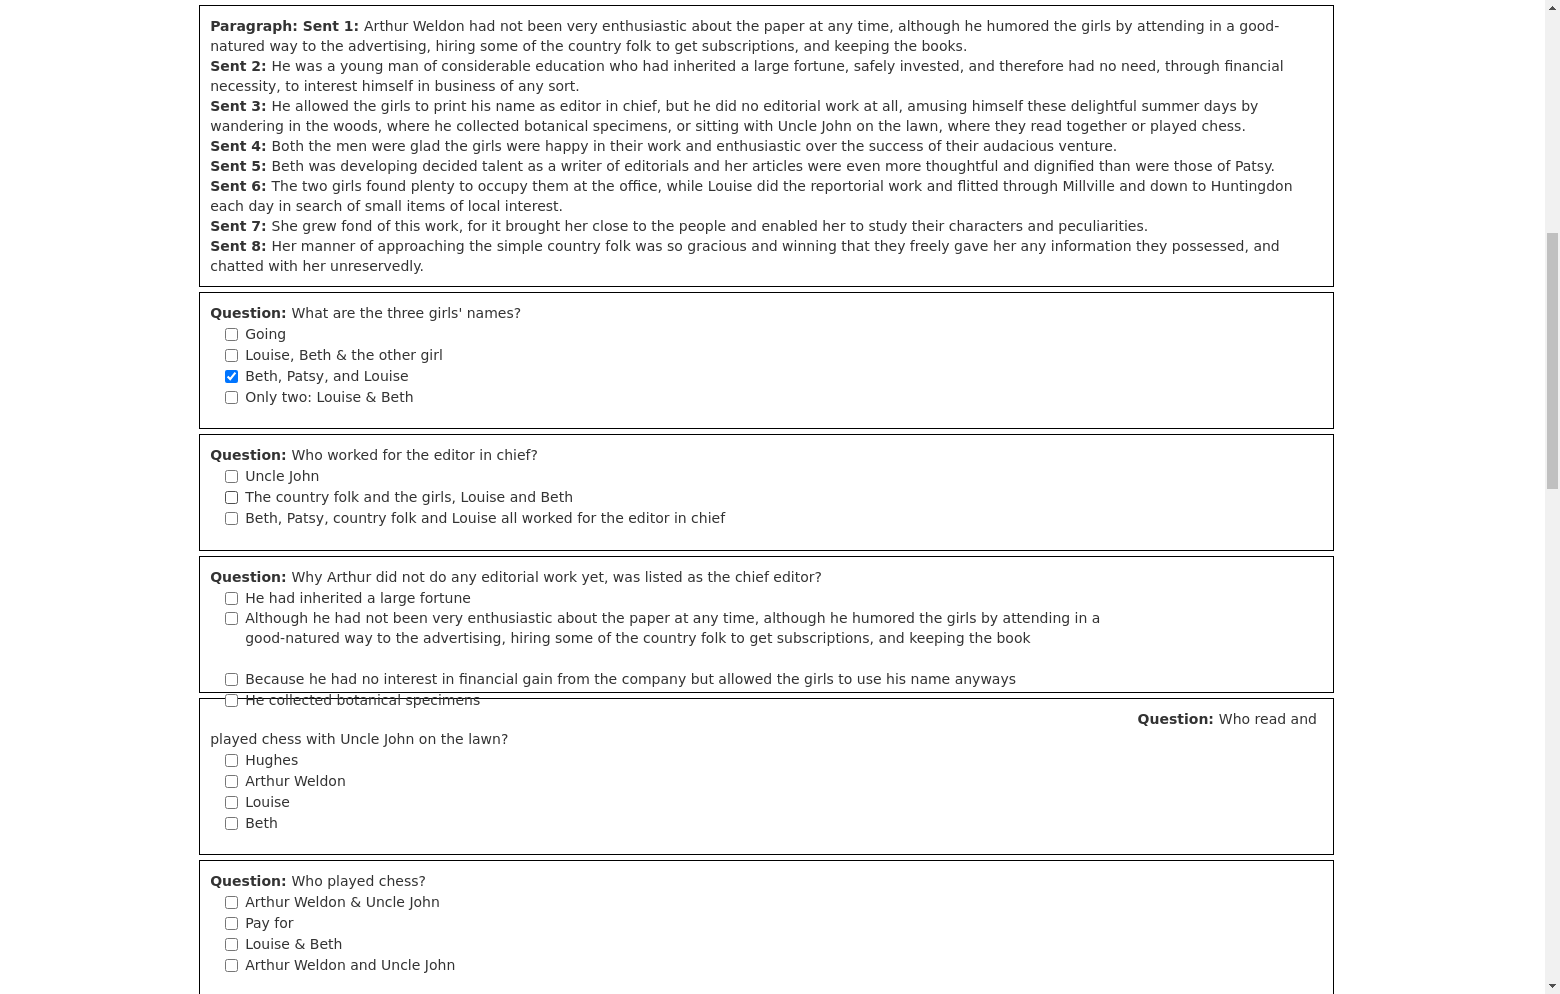 Paragraph: Sent 1: Arthur Weldon had not been very enthusiastic about the paper at any time, although he humored the girls by attending in a good-
natured way to the advertising, hiring some of the country folk to get subscriptions, and keeping the books.
Sent 2: He was a young man of considerable education who had inherited a large fortune, safely invested, and therefore had no need, through financial
necessity, to interest himself in business of any sort.
Sent 3: He allowed the girls to print his name as editor in chief, but he did no editorial work at all, amusing himself these delightful summer days by
wandering in the woods, where he collected botanical specimens, or sitting with Uncle John on the lawn, where they read together or played chess.
Sent 4: Both the men were glad the girls were happy in their work and enthusiastic over the success of their audacious venture.
Sent 5: Beth was developing decided talent as a writer of editorials and her articles were even more thoughtful and dignified than were those of Patsy.
Sent 6: The two girls found plenty to occupy them at the office, while Louise did the reportorial work and flitted through Millville and down to Huntingdon
each day in search of small items of local interest.
Sent 7: She grew fond of this work, for it brought her close to the people and enabled her to study their characters and peculiarities.
Sent 8: Her manner of approaching the simple country folk was so gracious and winning that they freely gave her any information they possessed, and
chatted with her unreservedly.
Question: What are the three girls' names?
Going
Louise, Beth & the other girl
Beth, Patsy, and Louise
Only two: Louise & Beth
Question: Who worked for the editor in chief?
Uncle John
The country folk and the girls, Louise and Beth
Beth, Patsy, country folk and Louise all worked for the editor in chief
Question: Why Arthur did not do any editorial work yet, was listed as the chief editor?
He had inherited a large fortune
Although he had not been very enthusiastic about the paper at any time, although he humored the girls by attending in a
good-natured way to the advertising, hiring some of the country folk to get subscriptions, and keeping the book
Because he had no interest in financial gain from the company but allowed the girls to use his name anyways
He collected botanical specimens
Question: Who read and
played chess with Uncle John on the lawn?
Hughes
Arthur Weldon
Louise
Beth
Question: Who played chess?
Arthur Weldon & Uncle John
Pay for
Louise & Beth
Arthur Weldon and Uncle John